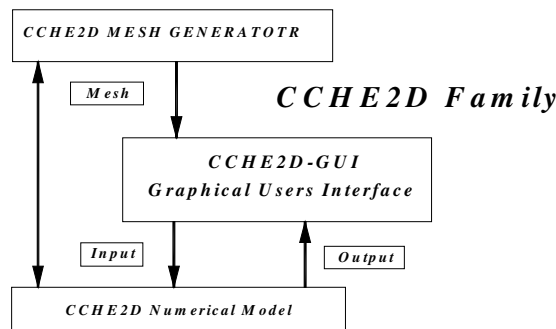 CCHE2D MESH GENERATOTR
Mesh
CCHE2D Family
CCHE2D-GUI
Graphical Users Interface
Input
Output
CCHE2D Numerical Model